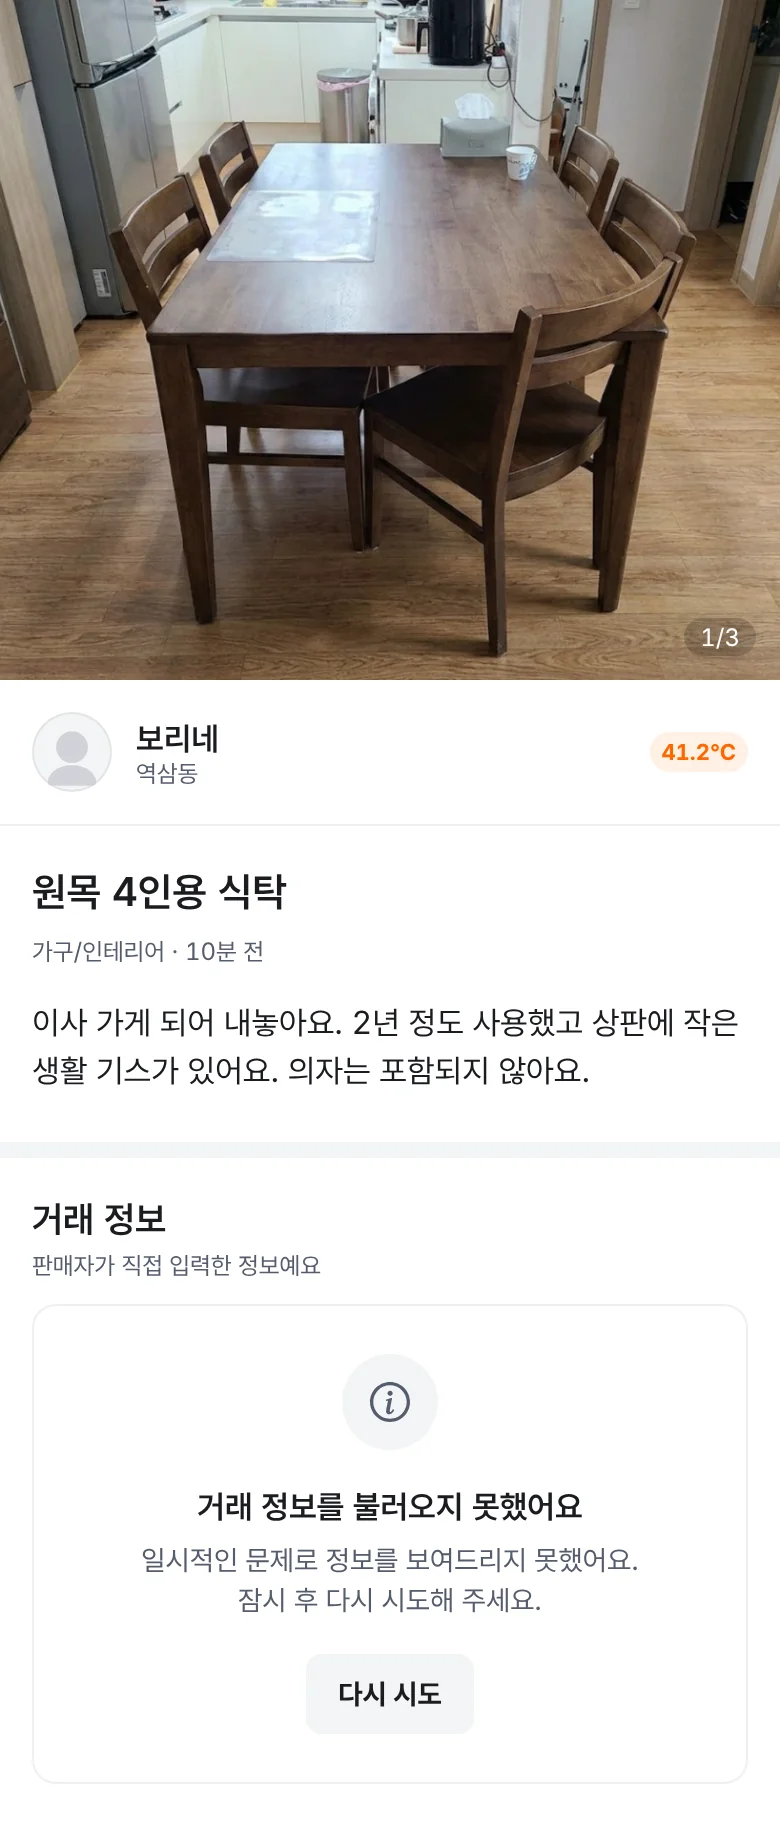 1/3
보리네
역삼동
41.2°C
원목 4인용 식탁
가구/인테리어 · 10분 전
이사 가게 되어 내놓아요. 2년 정도 사용했고 상판에 작은
생활 기스가 있어요. 의자는 포함되지 않아요.
거래 정보
판매자가 직접 입력한 정보예요
거래 정보를 불러오지 못했어요
일시적인 문제로 정보를 보여드리지 못했어요.
잠시 후 다시 시도해 주세요.
다시 시도